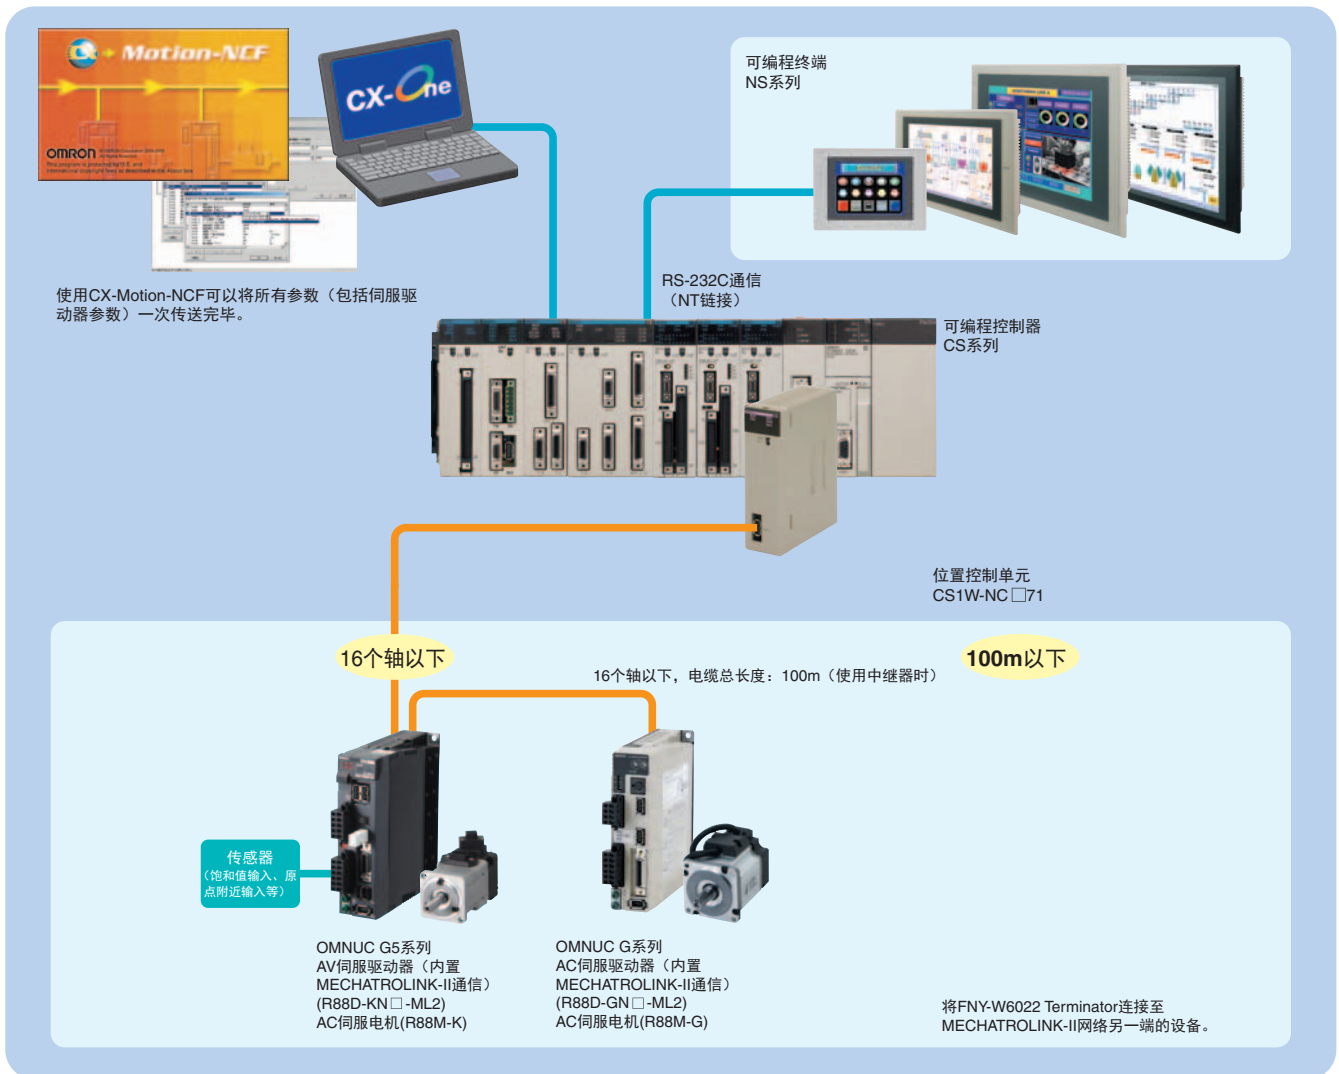 Motion-NCF
OMRON
CX-One
使用CX-Motion-NCF可以将所有参数（包括伺服驱
动器参数）一次传送完毕。
可编程终端
NS系列
RS-232C通信
（NT链接）
可编程控制器
CS系列
位置控制单元
CS1W-NC□71
16个轴以下
16个轴以下，电缆总长度：100m（使用中继器时）
100m以下
传感器
（饱和值输入、原
点附近输入等）
OMNUC G5系列
AV伺服驱动器（内置
MECHATROLINK-II通信）
(R88D-KN□-ML2)
AC伺服电机(R88M-K)
OMNUC G系列
AC伺服驱动器（内置
MECHATROLINK-II通信）
(R88D-GN□-ML2)
AC伺服电机(R88M-G)
将FNY-W6022 Terminator连接至
MECHATROLINK-II网络另一端的设备。